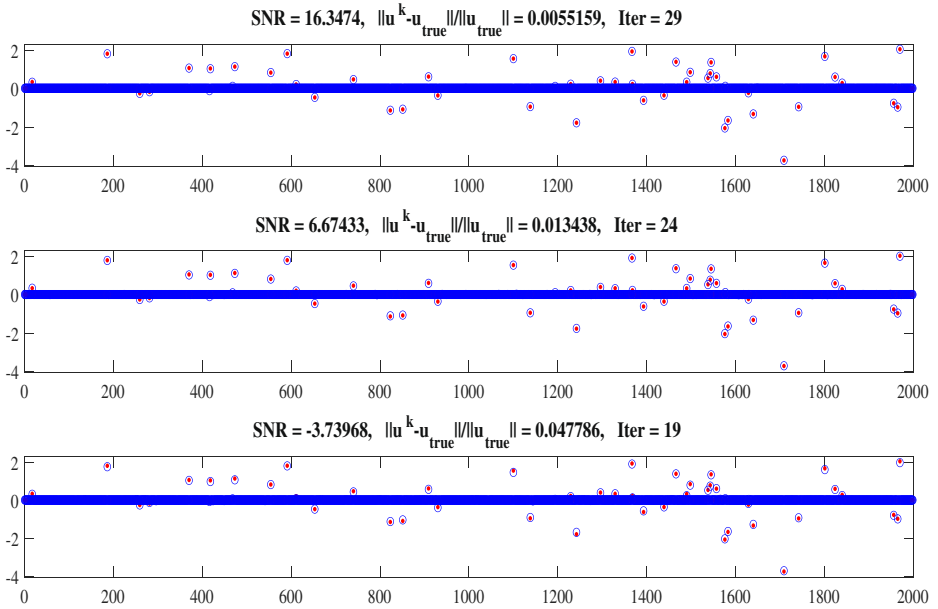 SNR = 16.3474, ||u^k-u_true||/||u_true|| = 0.0055159, Iter = 29
2
0
-2
-4
0 200 400 600 800 1000 1200 1400 1600 1800 2000
SNR = 6.67433, ||u^k-u_true||/||u_true|| = 0.013438, Iter = 24
2
0
-2
-4
0 200 400 600 800 1000 1200 1400 1600 1800 2000
SNR = -3.73968, ||u^k-u_true||/||u_true|| = 0.047786, Iter = 19
2
0
-2
-4
0 200 400 600 800 1000 1200 1400 1600 1800 2000